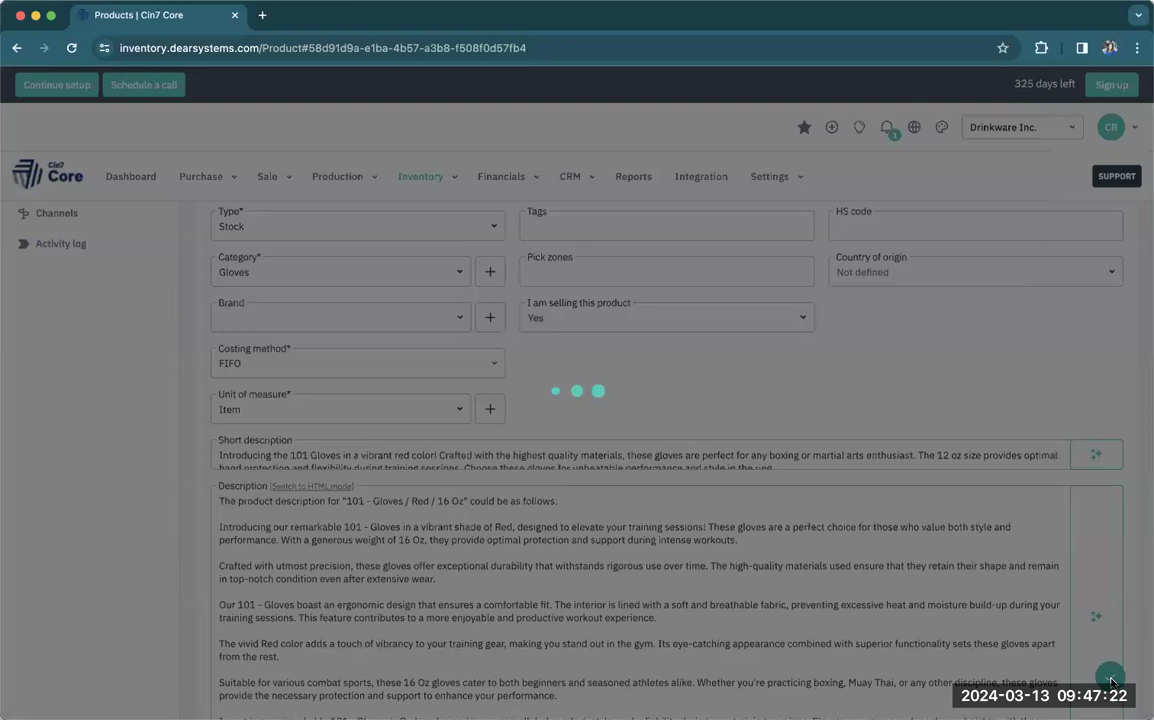 Products | Cin7 Core
inventory.dearsystems.com/Product#58d91d9a-e1ba-4b57-a3b8-f508f0d57fb4
Continue setup
Schedule a call
325 days left
Sign up
1
Drinkware Inc.
CR
Cin7
Core
Dashboard
Purchase
Sale
Production
Inventory
Financials
CRM
Reports
Integration
Settings
SUPPORT
Channels
Activity log
Type*
Stock
Tags
HS code
Category*
Gloves
Pick zones
Country of origin
Not defined
Brand
I am selling this product
Yes
Costing method*
FIFO
Unit of measure*
Item
Short description
Introducing the 101 Gloves in a vibrant red color! Crafted with the highest quality materials, these gloves are perfect for any boxing or martial arts enthusiast. The 12 oz size provides optimal
hand protection and flexibility during training sessions. Choose these gloves for unbeatable performance and style in the ring.
Description [Switch to HTML mode]
The product description for "101 - Gloves / Red / 16 Oz" could be as follows:
Introducing our remarkable 101 - Gloves in a vibrant shade of Red, designed to elevate your training sessions! These gloves are a perfect choice for those who value both style and
performance. With a generous weight of 16 Oz, they provide optimal protection and support during intense workouts.
Crafted with utmost precision, these gloves offer exceptional durability that withstands rigorous use over time. The high-quality materials used ensure that they retain their shape and remain
in top-notch condition even after extensive wear.
Our 101 - Gloves boast an ergonomic design that ensures a comfortable fit. The interior is lined with a soft and breathable fabric, preventing excessive heat and moisture build-up during your
training sessions. This feature contributes to a more enjoyable and productive workout experience.
The vivid Red color adds a touch of vibrancy to your training gear, making you stand out in the gym. Its eye-catching appearance combined with superior functionality sets these gloves apart
from the rest.
Suitable for various combat sports, these 16 Oz gloves cater to both beginners and seasoned athletes alike. Whether you're practicing boxing, Muay Thai, or any other discipline, these gloves
provide the necessary protection and support to enhance your performance.
2024-03-13 09:47:22